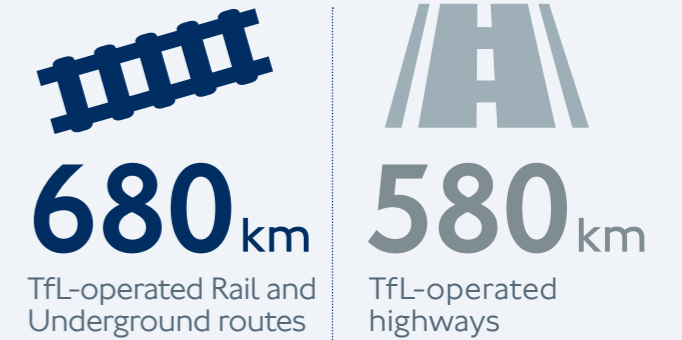 680km
TfL-operated Rail and
Underground routes
580km
TfL-operated
highways